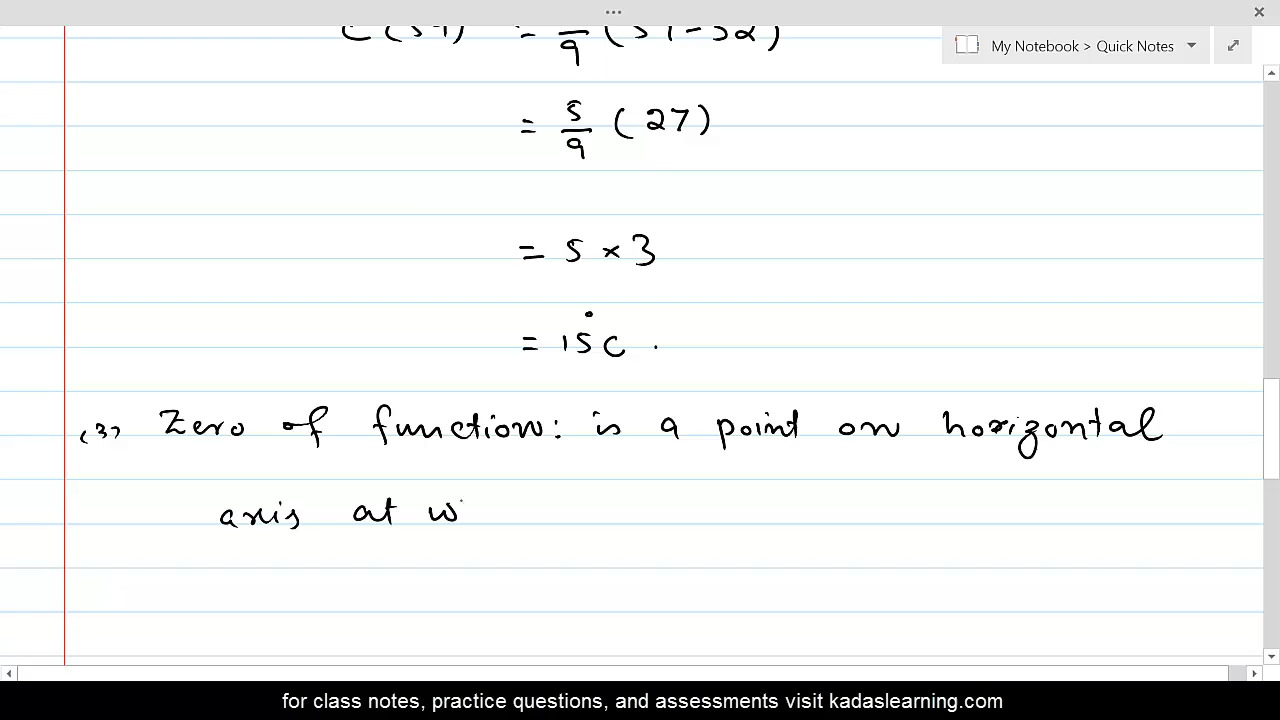 My Notebook > Quick Notes
= 5/9 (27)
= 5 × 3
= 15°C .
(3) Zero of function: is a point on horizontal
axis at w
for class notes, practice questions, and assessments visit kadaslearning.com